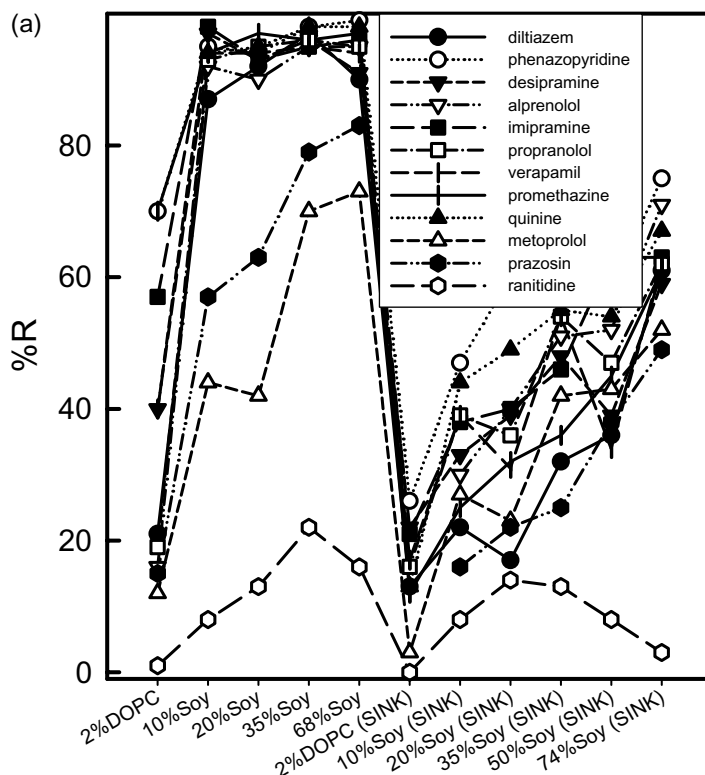 (a)
diltiazem
phenazopyridine
desipramine
alprenolol
imipramine
propranolol
verapamil
promethazine
quinine
metoprolol
prazosin
ranitidine
%R
80
60
40
20
0
2%DOPC
10%Soy
20%Soy
35%Soy
68%Soy
2%DOPC (SINK)
10%Soy (SINK)
20%Soy (SINK)
35%Soy (SINK)
50%Soy (SINK)
74%Soy (SINK)